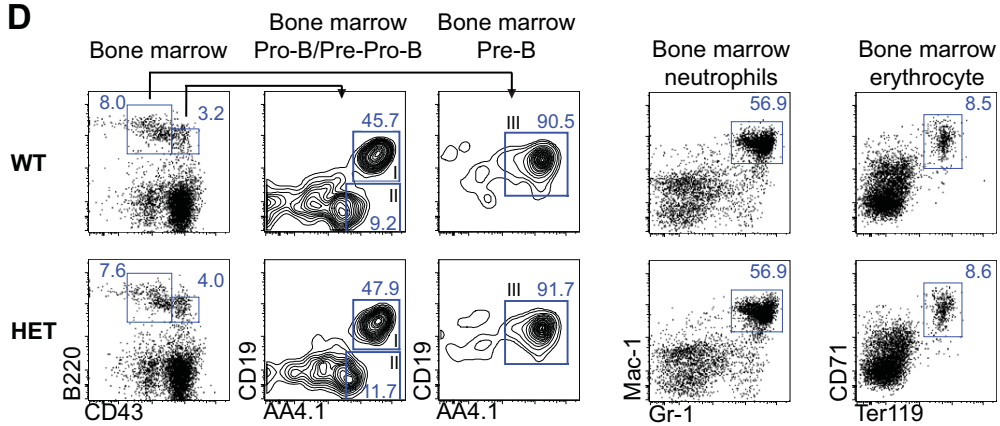 D
Bone marrow
Bone marrow
Pro-B/Pre-Pro-B
Bone marrow
Pre-B
Bone marrow
neutrophils
Bone marrow
erythrocyte
WT
8.0
3.2
45.7
I
II
9.2
III
90.5
56.9
8.5
HET
7.6
4.0
47.9
I
II
11.7
III
91.7
56.9
8.6
B220
CD43
CD19
AA4.1
CD19
AA4.1
Mac-1
Gr-1
CD71
Ter119